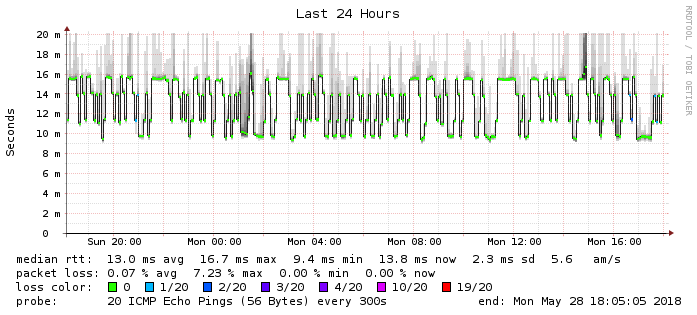 Last 24 Hours
RRDTOOL / TOBI OETIKER
Seconds
20 m
18 m
16 m
14 m
12 m
10 m
8 m
6 m
4 m
2 m
0
Sun 20:00 Mon 00:00 Mon 04:00 Mon 08:00 Mon 12:00 Mon 16:00
median rtt: 13.0 ms avg 16.7 ms max 9.4 ms min 13.8 ms now 2.3 ms sd 5.6 am/s
packet loss: 0.07 % avg 7.23 % max 0.00 % min 0.00 % now
loss color: 0 1/20 2/20 3/20 4/20 10/20 19/20
probe: 20 ICMP Echo Pings (56 Bytes) every 300s end: Mon May 28 18:05:05 2018